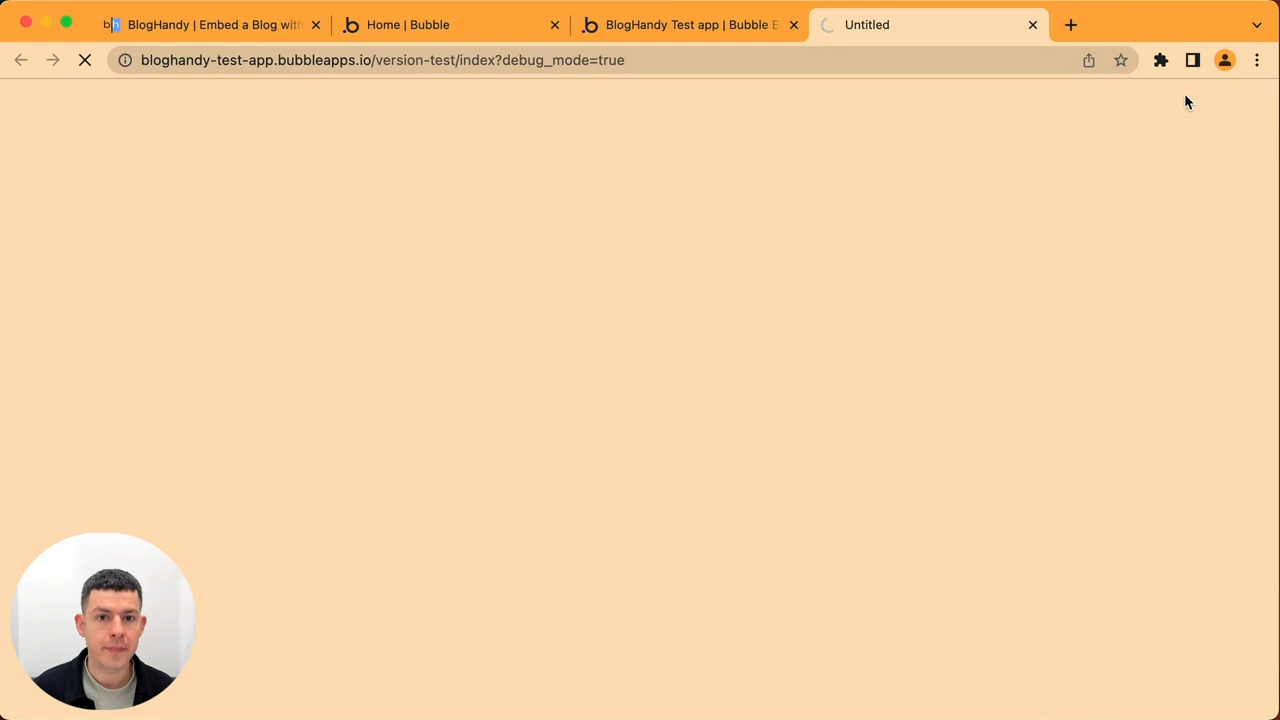 bh BlogHandy | Embed a Blog with
Home | Bubble
BlogHandy Test app | Bubble E
Untitled
bloghandy-test-app.bubbleapps.io/version-test/index?debug_mode=true